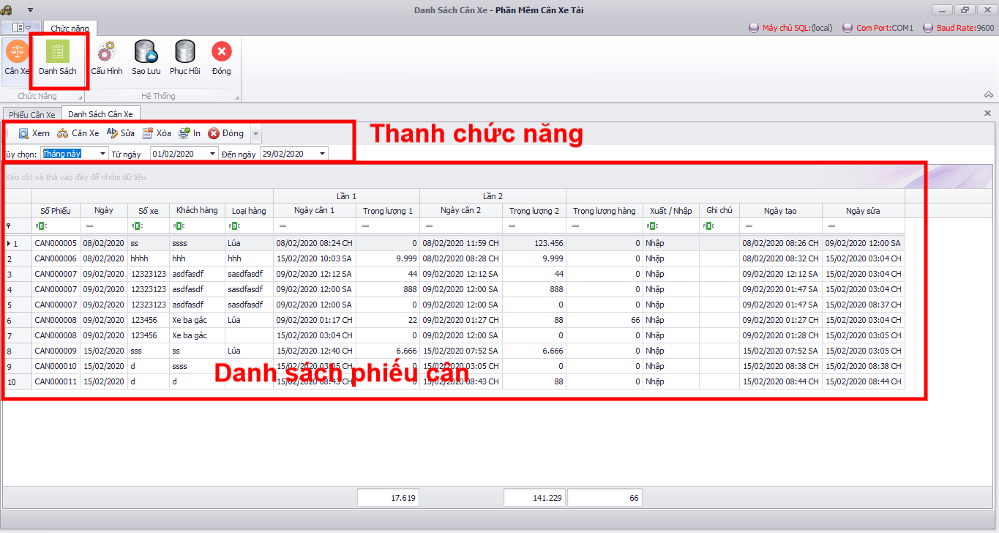 Danh Sách Cân Xe - Phần Mềm Cân Xe Tải
Chức năng
Máy chủ SQL:(local) Com Port:COM1 Baud Rate:9600
Cân Xe Danh Sách Cấu Hình Sao Lưu Phục Hồi Đóng
Chức Năng Hệ Thống
Phiếu Cân Xe Danh Sách Cân Xe
Xem Cân Xe Sửa Xóa In Đóng
Thanh chức năng
chọn: Tháng này Từ ngày 01/02/2020 Đến ngày 29/02/2020
Kéo cột và thả vào đây để nhóm dữ liệu
Lần 1 Lần 2
Số Phiếu Ngày Số xe Khách hàng Loại hàng Ngày cân 1 Trọng lượng 1 Ngày cân 2 Trọng lượng 2 Trọng lượng hàng Xuất / Nhập Ghi chú Ngày tạo Ngày sửa
1 CAN000005 08/02/2020 ss ssss Lúa 08/02/2020 08:24 CH 0 08/02/2020 11:59 CH 123.456 0 Nhập 08/02/2020 08:26 CH 09/02/2020 12:00 SA
2 CAN000006 08/02/2020 hhhh hhh hhh 15/02/2020 10:03 SA 9.999 08/02/2020 08:28 CH 9.999 0 Nhập 08/02/2020 08:32 CH 15/02/2020 03:04 CH
3 CAN000007 09/02/2020 12323123 asdfasdf sasdfasdf 09/02/2020 12:12 SA 44 09/02/2020 12:12 SA 44 0 Nhập 09/02/2020 12:12 SA 15/02/2020 03:04 CH
4 CAN000007 09/02/2020 12323123 asdfasdf sasdfasdf 09/02/2020 12:00 SA 888 09/02/2020 12:00 SA 888 0 Nhập 09/02/2020 01:47 SA 15/02/2020 03:04 CH
5 CAN000007 09/02/2020 12323123 asdfasdf sasdfasdf 09/02/2020 12:00 SA 0 09/02/2020 12:00 SA 0 0 Nhập 09/02/2020 01:47 SA 15/02/2020 08:37 CH
6 CAN000008 09/02/2020 123456 Xe ba gác Lúa 09/02/2020 01:17 CH 22 09/02/2020 01:27 CH 88 66 Nhập 09/02/2020 01:27 CH 15/02/2020 03:04 CH
7 CAN000008 09/02/2020 123456 Xe ba gác 15/02/2020 03:04 CH 0 09/02/2020 12:00 SA 0 0 Nhập 09/02/2020 01:28 CH 15/02/2020 03:05 CH
8 CAN000009 15/02/2020 sss ss Lúa 15/02/2020 12:40 CH 6.666 15/02/2020 07:52 SA 6.666 0 Nhập 15/02/2020 07:52 SA 15/02/2020 03:05 CH
9 CAN000010 15/02/2020 d ssss 15/02/2020 03:05 CH 0 15/02/2020 03:05 CH 0 0 Nhập 15/02/2020 08:38 CH 15/02/2020 08:38 CH
Danh sách phiếu cân
10 CAN000011 15/02/2020 d d 15/02/2020 08:43 CH 0 15/02/2020 08:43 CH 88 0 Nhập 15/02/2020 08:44 CH 15/02/2020 08:44 CH
17.619 141.229 66